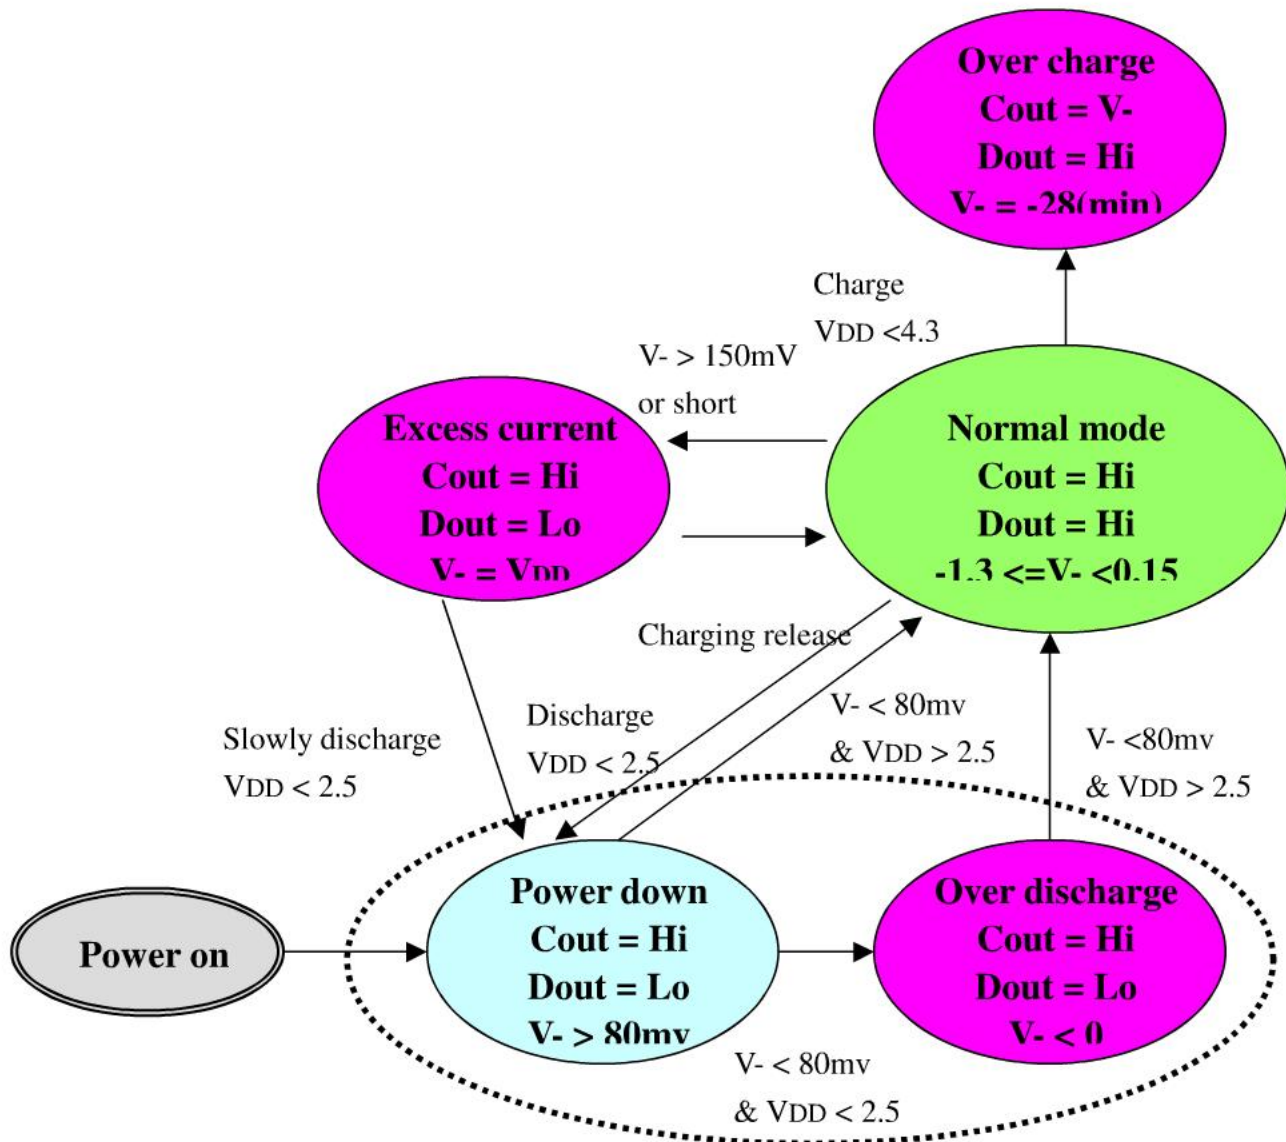 Over charge
Cout = V-
Dout = Hi
V- = -28(min)
Charge
VDD <4.3
V- > 150mV
or short
Excess current
Cout = Hi
Dout = Lo
V- = VDD
Normal mode
Cout = Hi
Dout = Hi
-1.3 <=V- <0.15
Charging release
Slowly discharge
VDD < 2.5
Discharge
VDD < 2.5
V- < 80mv
& VDD > 2.5
V- <80mv
& VDD > 2.5
Power on
Power down
Cout = Hi
Dout = Lo
V- > 80mv
Over discharge
Cout = Hi
Dout = Lo
V- < 0
V- < 80mv
& VDD < 2.5